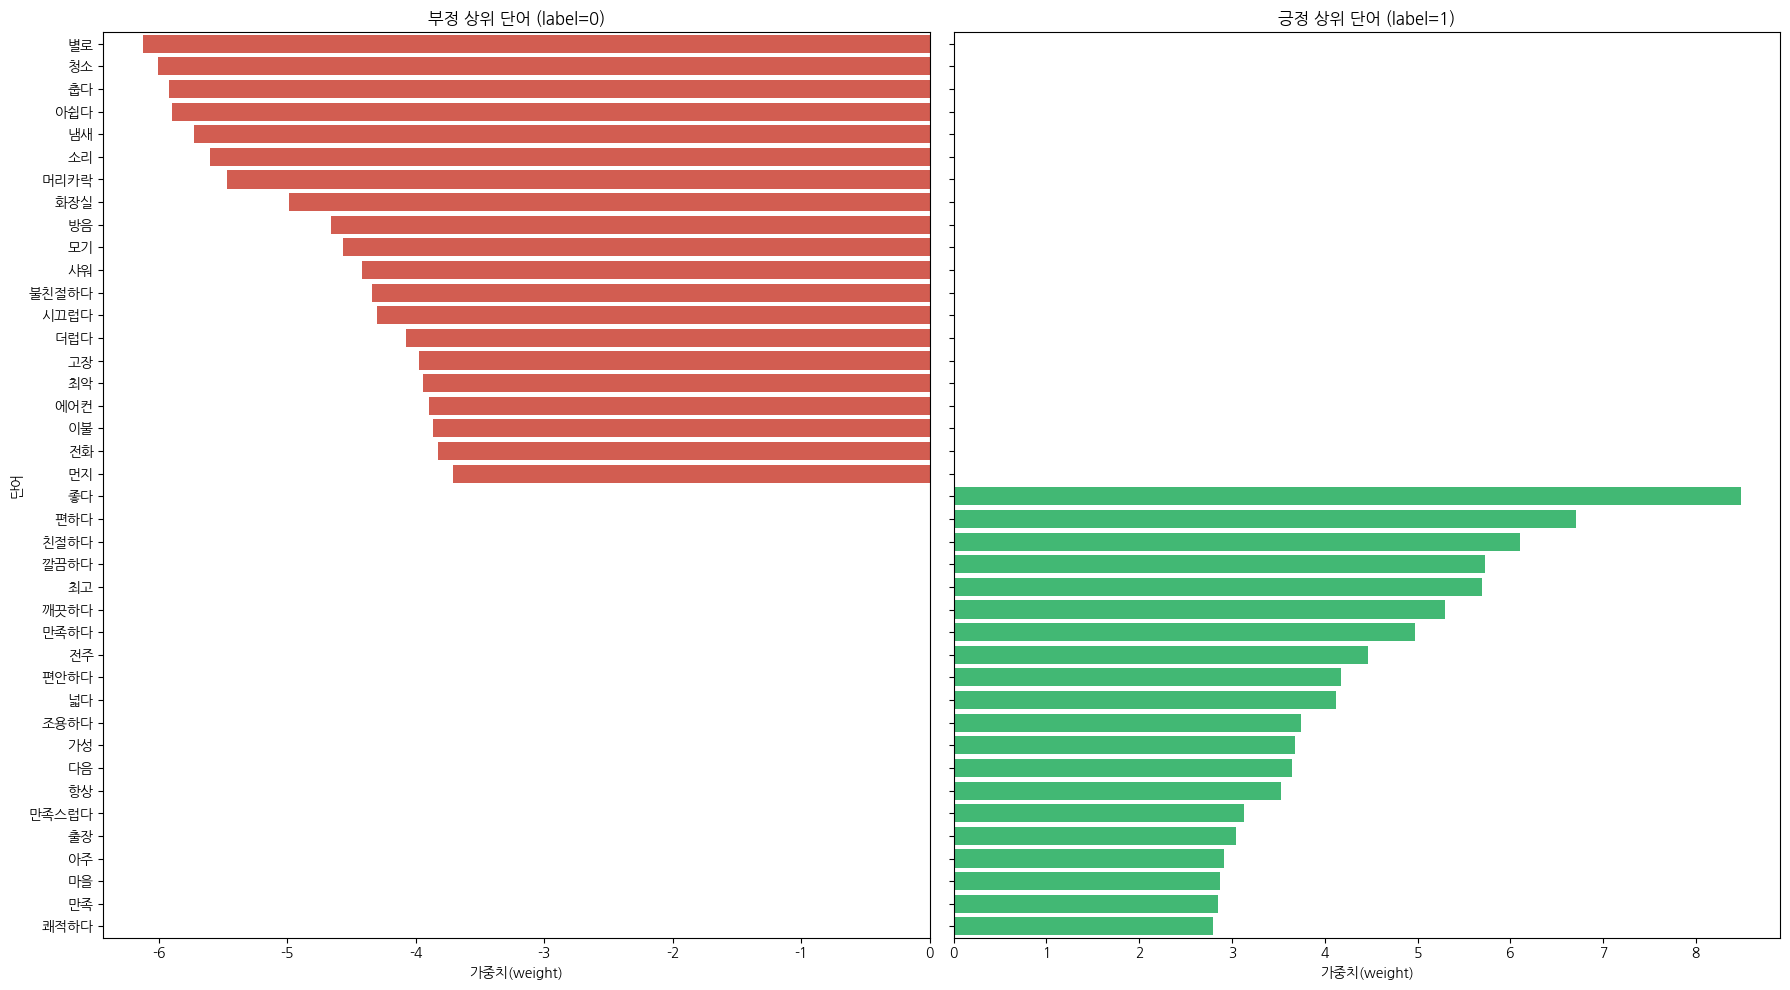 부정 상위 단어 (label=0)
별로
청소
춥다
아쉽다
냄새
소리
머리카락
화장실
방음
모기
샤워
불친절하다
시끄럽다
더럽다
고장
최악
에어컨
이불
전화
먼지
좋다
편하다
친절하다
깔끔하다
최고
깨끗하다
만족하다
전주
편안하다
넓다
조용하다
가성
다음
항상
만족스럽다
출장
아주
마을
만족
쾌적하다
단어
-6 -5 -4 -3 -2 -1 0
가중치(weight)
긍정 상위 단어 (label=1)
0 1 2 3 4 5 6 7 8
가중치(weight)